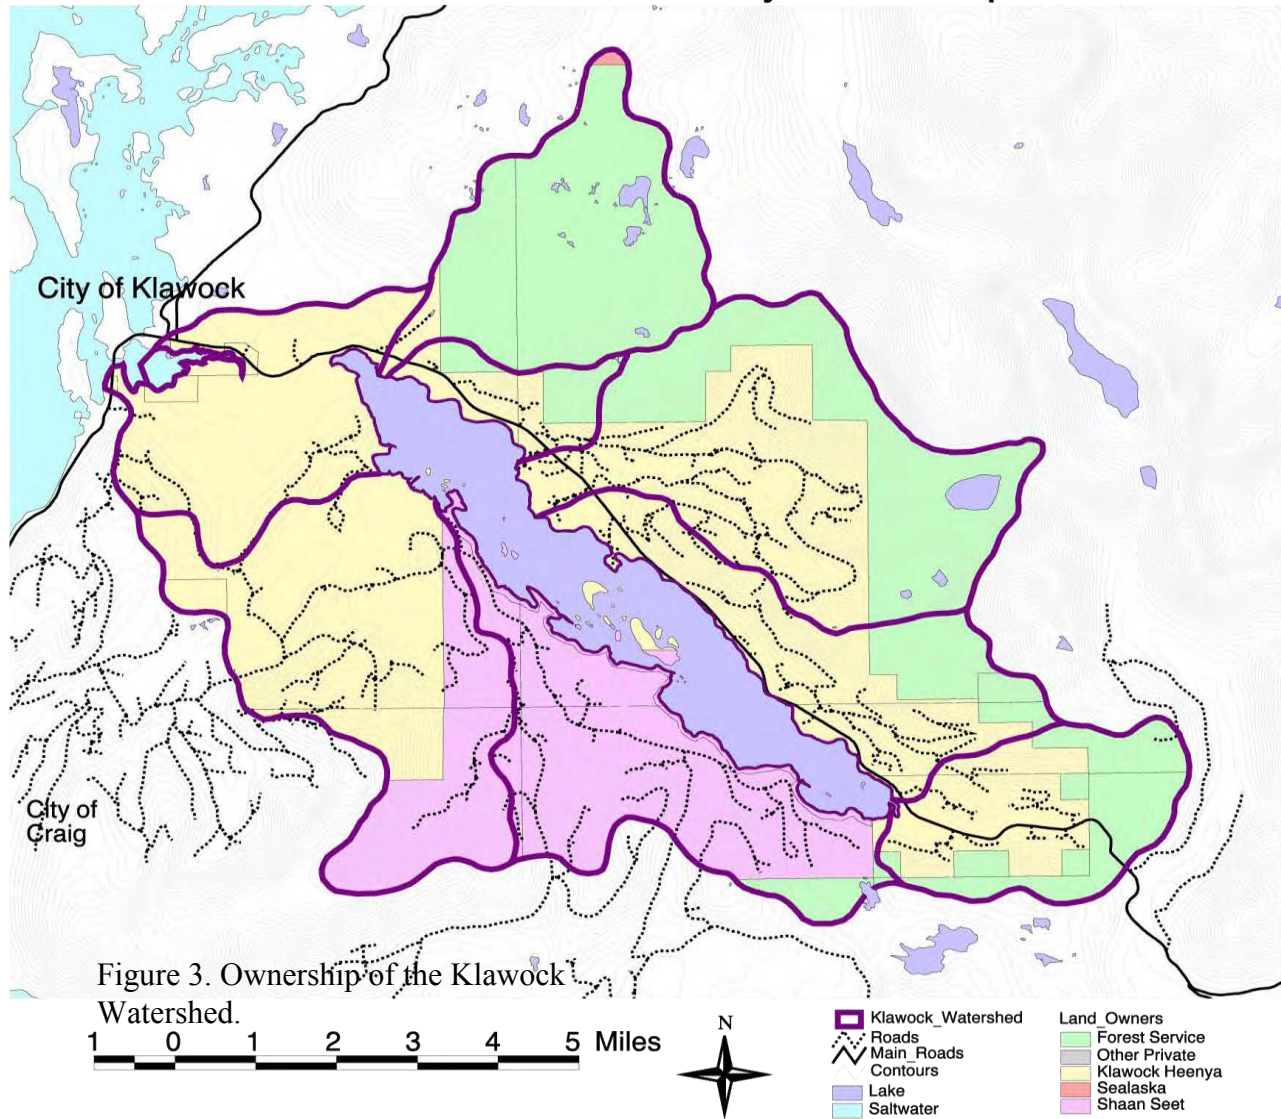 City of Klawock
City of
Craig
Figure 3. Ownership of the Klawock
Watershed.
1 0 1 2 3 4 5 Miles
N
Klawock_Watershed
Roads
Main_Roads
Contours
Lake
Saltwater
Land_Owners
Forest Service
Other Private
Klawock Heenya
Sealaska
Shaan Seet